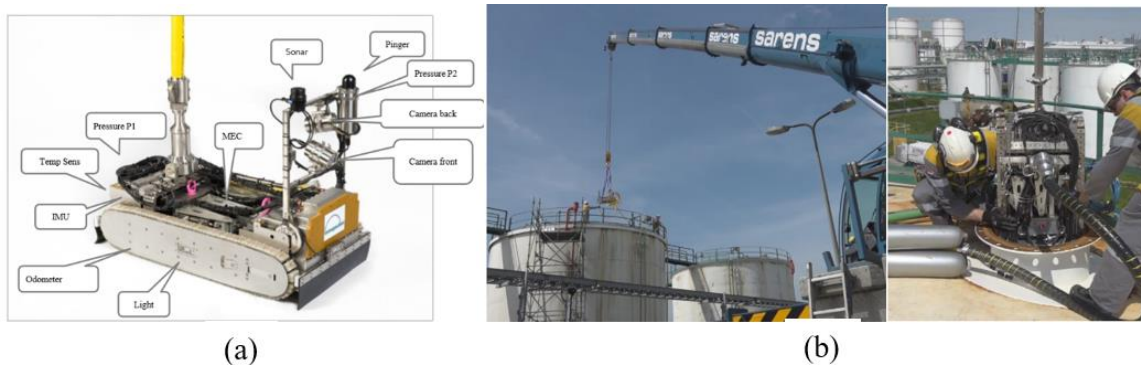 Sonar
Pinger
Pressure P2
Pressure P1
MEC
Camera back
Temp Sens
Camera front
IMU
Odometer
Light
sarens
sarens
sarens
sarens
(a)
(b)